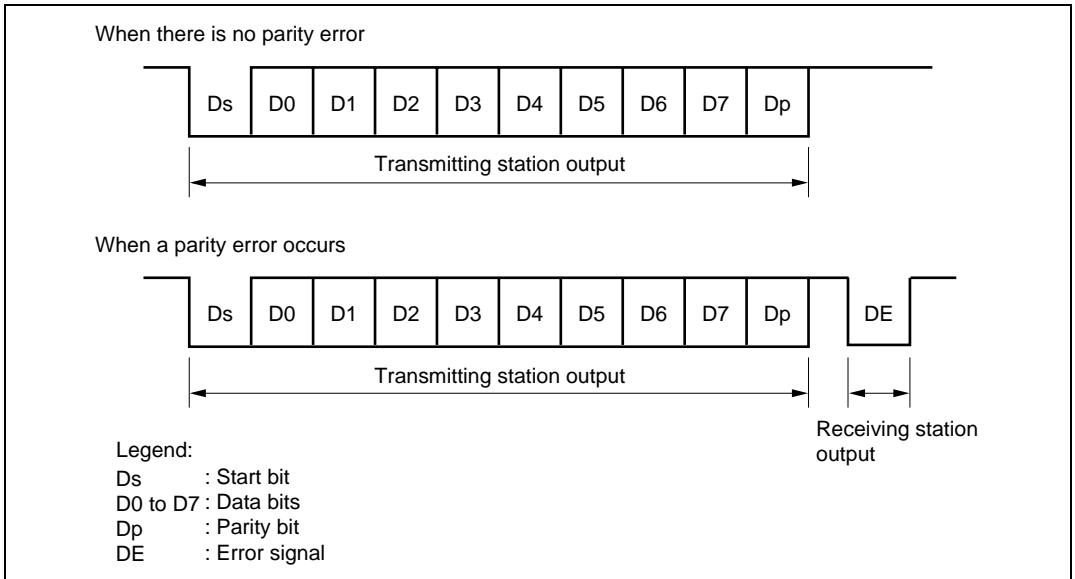 When there is no parity error
Ds D0 D1 D2 D3 D4 D5 D6 D7 Dp
Transmitting station output
When a parity error occurs
Ds D0 D1 D2 D3 D4 D5 D6 D7 Dp DE
Transmitting station output
Receiving station
output
Legend:
Ds : Start bit
D0 to D7 : Data bits
Dp : Parity bit
DE : Error signal